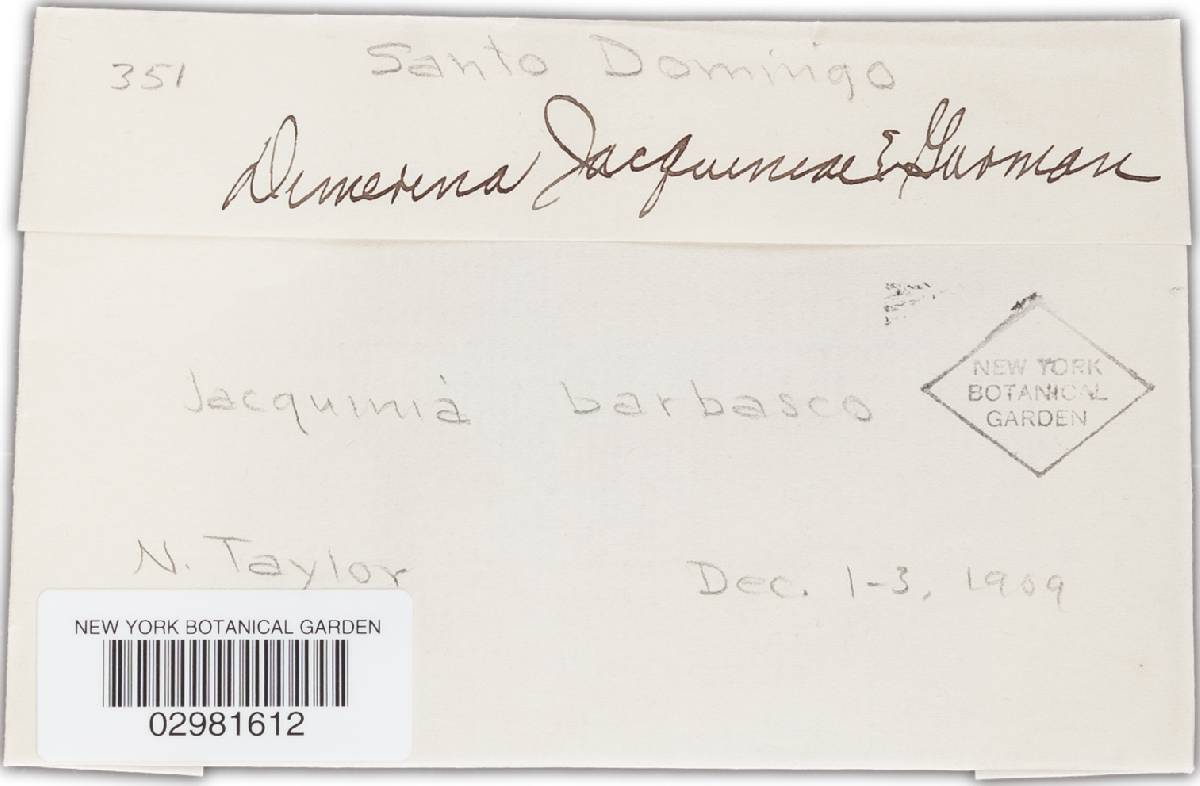 351 Santo Domingo
Dimerina Jacquiniae Garman
Jacquinia barbasco
NEW YORK
BOTANICAL
GARDEN
N. Taylor Dec. 1-3, 1909
NEW YORK BOTANICAL GARDEN
02981612